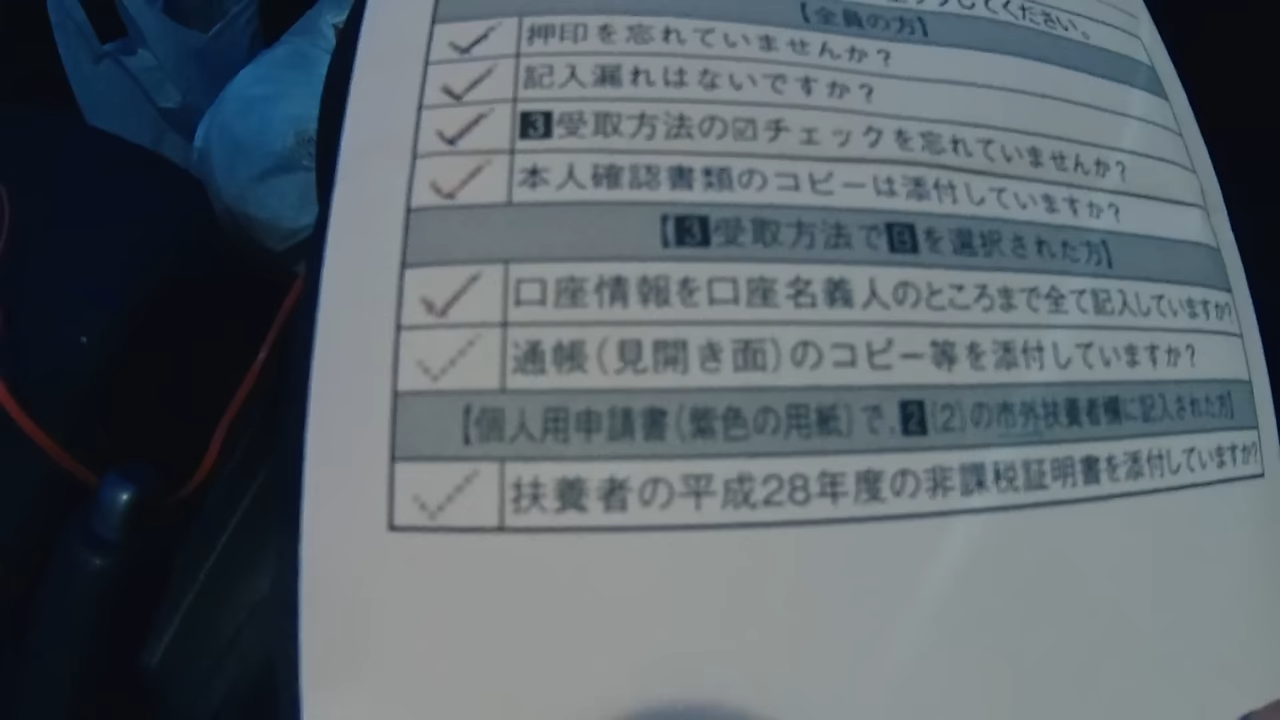 してください。
【全員の方】
押印を忘れていませんか?
記入漏れはないですか?
3受取方法の☑チェックを忘れていませんか?
本人確認書類のコピーは添付していますか?
【3受取方法でBを選択された方】
口座情報を口座名義人のところまで全て記入していますか?
通帳(見開き面)のコピー等を添付していますか?
【個人用申請書(紫色の用紙)で、2(2)の市外扶養者欄に記入された方】
扶養者の平成28年度の非課税証明書を添付していますか?